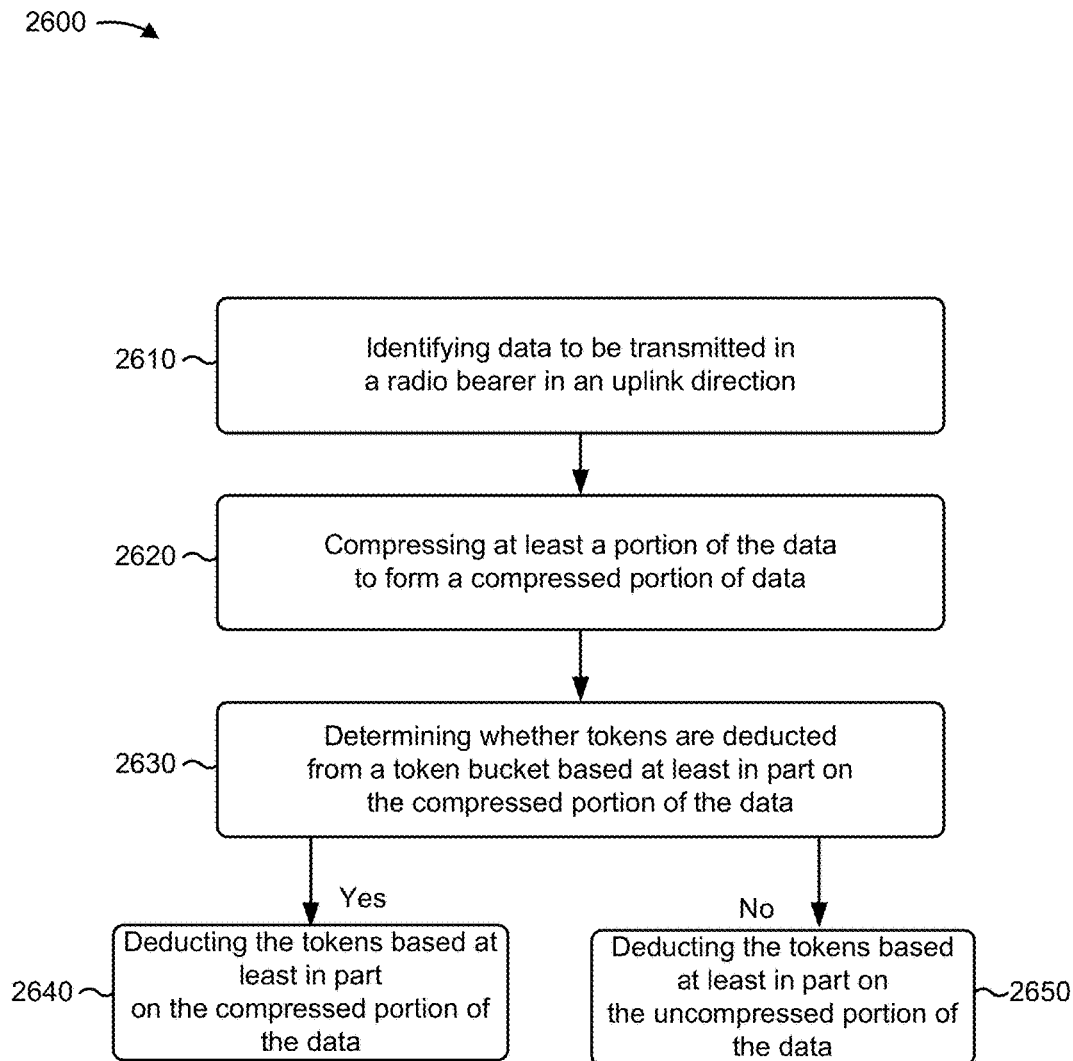 2600
2610
Identifying data to be transmitted in
a radio bearer in an uplink direction
2620
Compressing at least a portion of the data
to form a compressed portion of data
2630
Determining whether tokens are deducted
from a token bucket based at least in part on
the compressed portion of the data
Yes
No
2640
Deducting the tokens based at
least in part
on the compressed portion of
the data
Deducting the tokens based
at least in part on
the uncompressed portion of
the data
2650